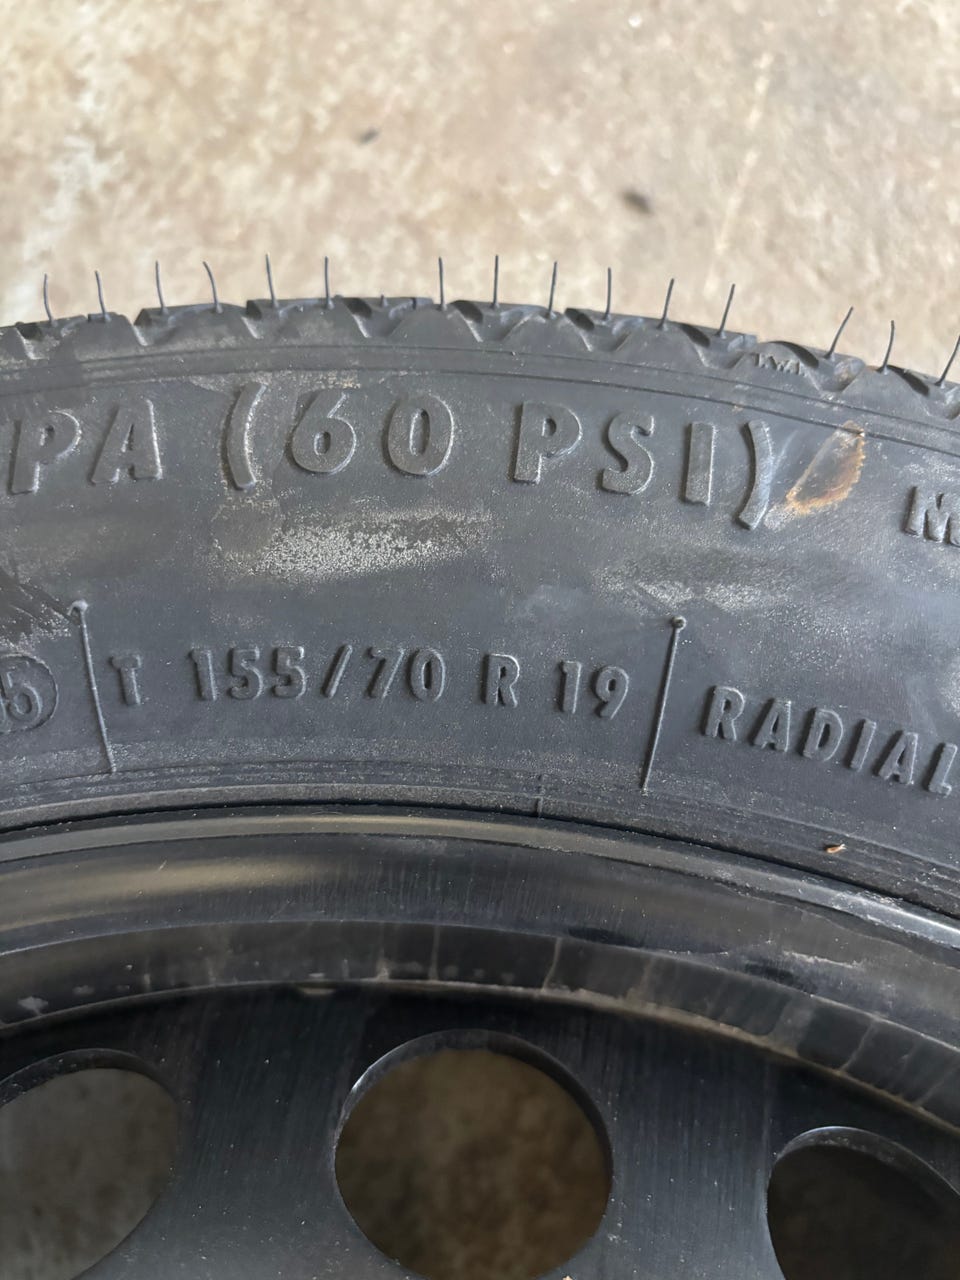 PA (60 PSI)
T 155/70 R 19
RADIAL